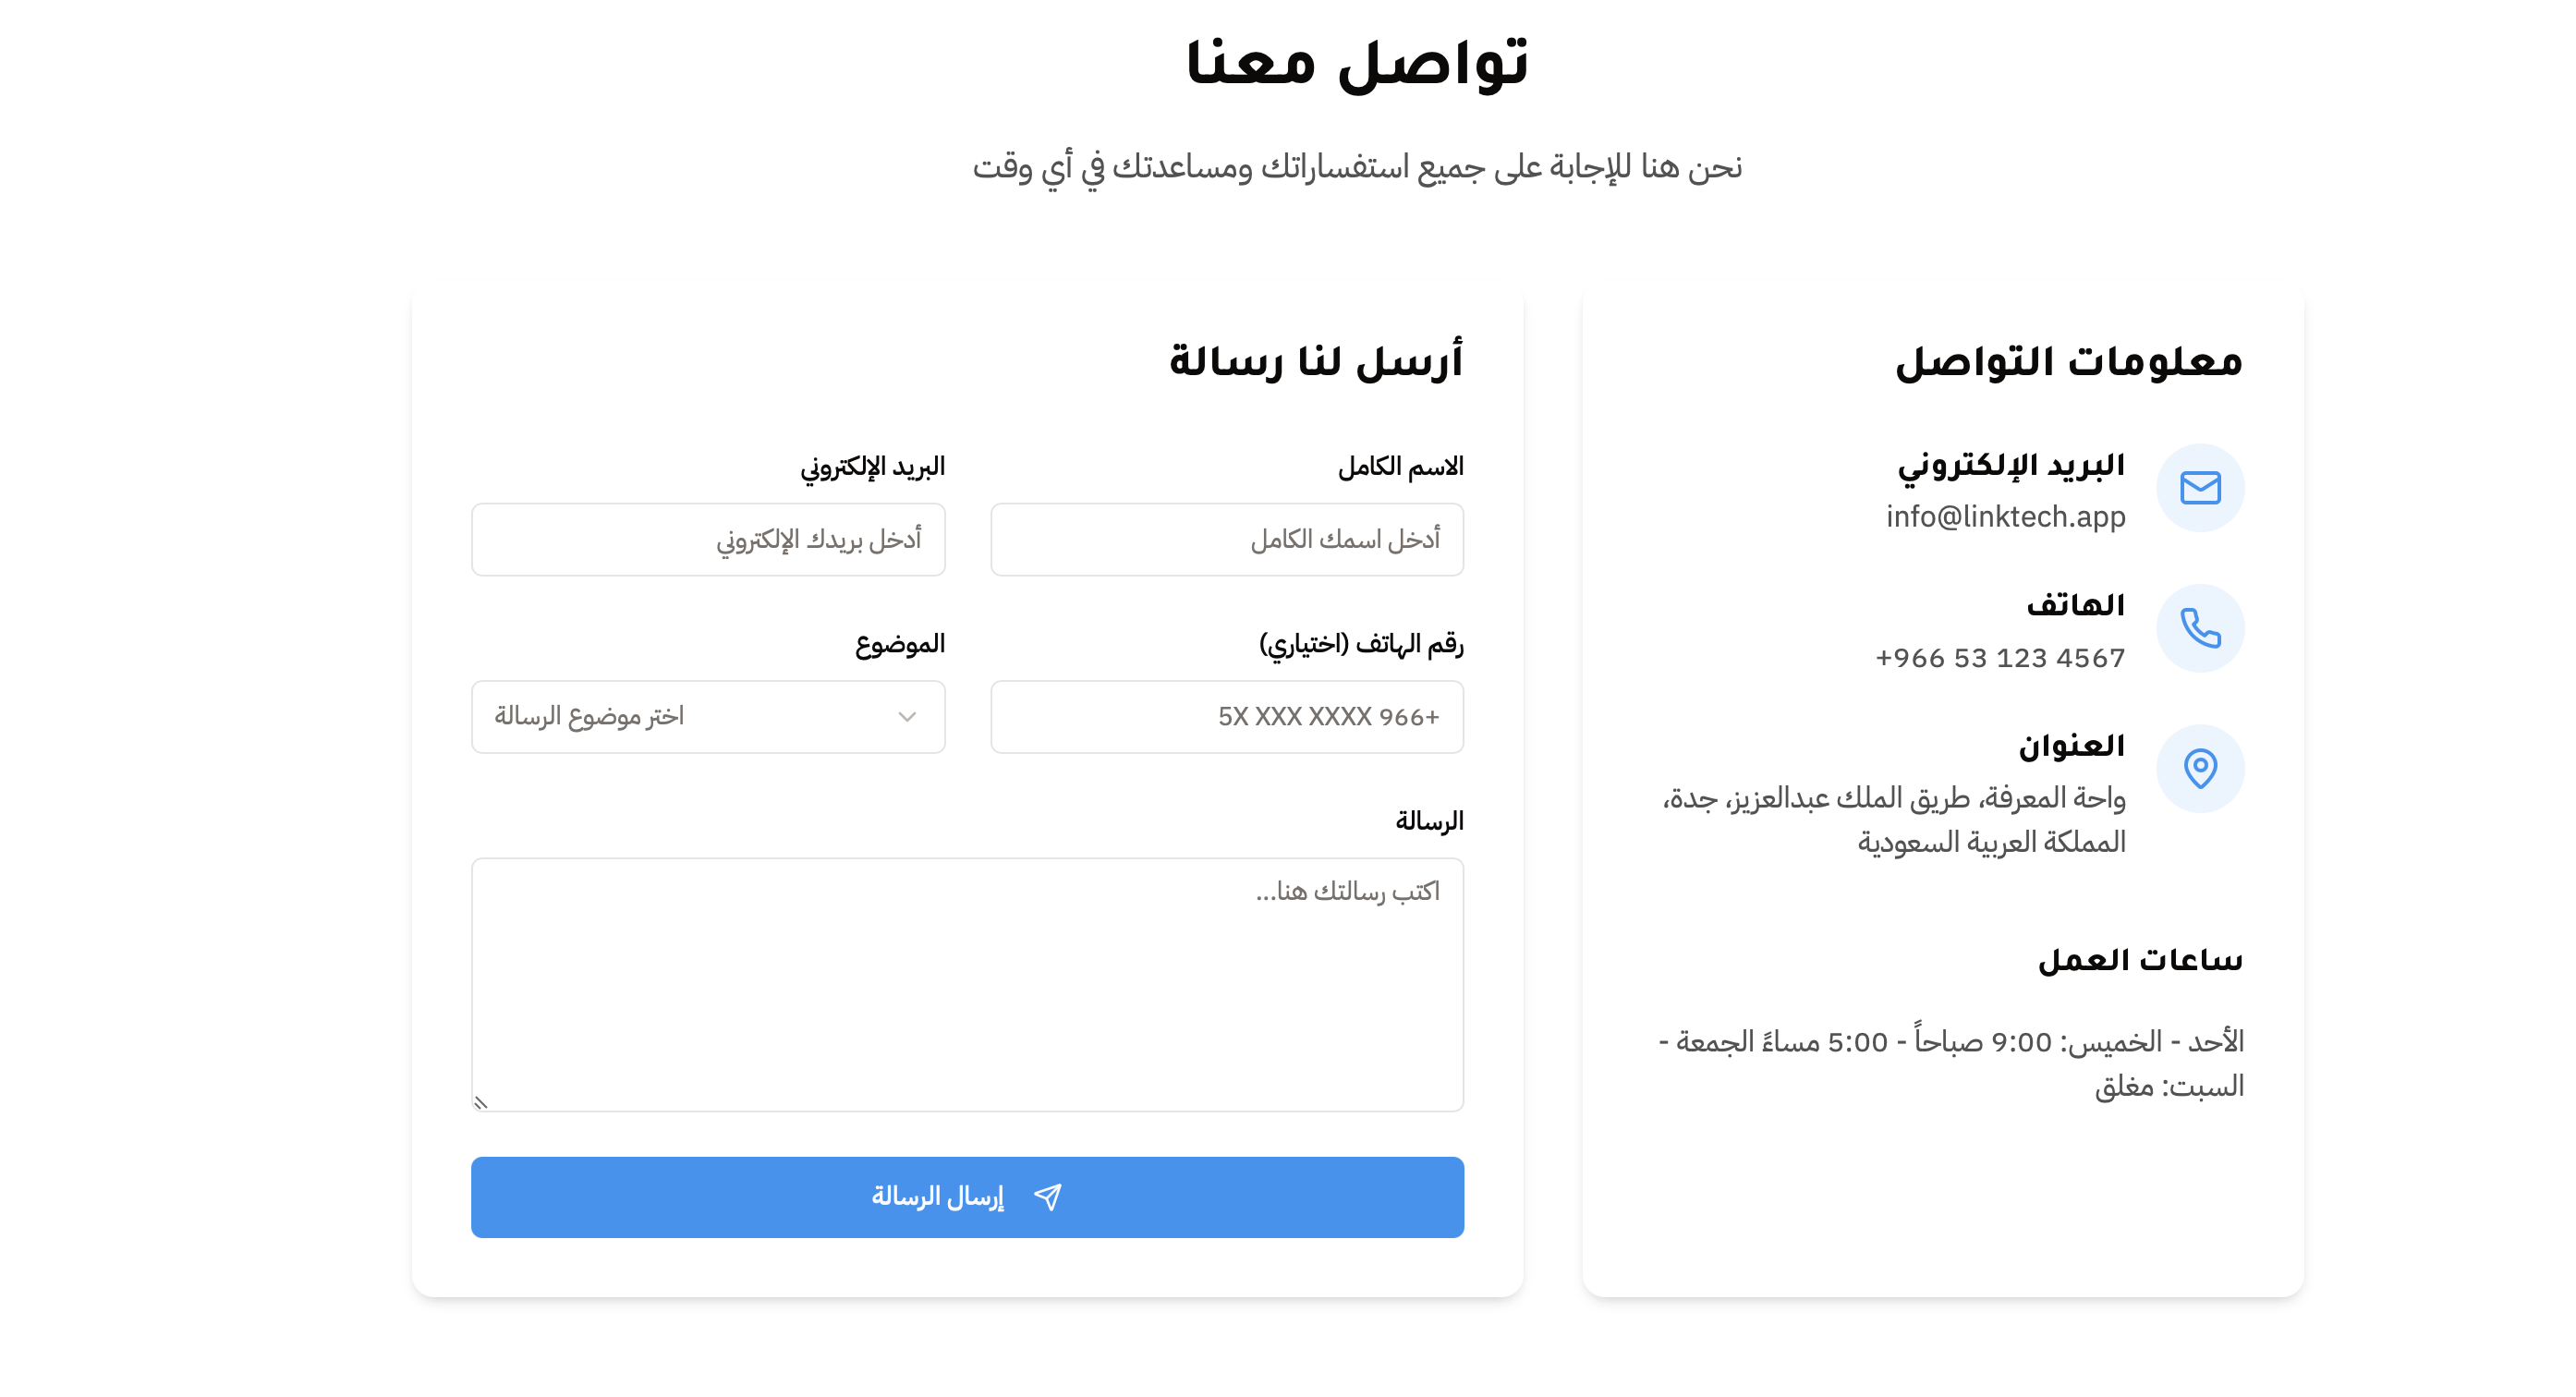 تواصل معنا
نحن هنا للإجابة على جميع استفساراتك ومساعدتك في أي وقت
معلومات التواصل
البريد الإلكتروني
info@linktech.app
الهاتف
+966 53 123 4567
العنوان
واحة المعرفة، طريق الملك عبدالعزيز، جدة،
المملكة العربية السعودية
ساعات العمل
الأحد - الخميس: 9:00 صباحاً - 5:00 مساءً الجمعة -
السبت: مغلق
أرسل لنا رسالة
الاسم الكامل
أدخل اسمك الكامل
البريد الإلكتروني
أدخل بريدك الإلكتروني
رقم الهاتف (اختياري)
+966 5X XXX XXXX
الموضوع
اختر موضوع الرسالة
الرسالة
اكتب رسالتك هنا...
إرسال الرسالة